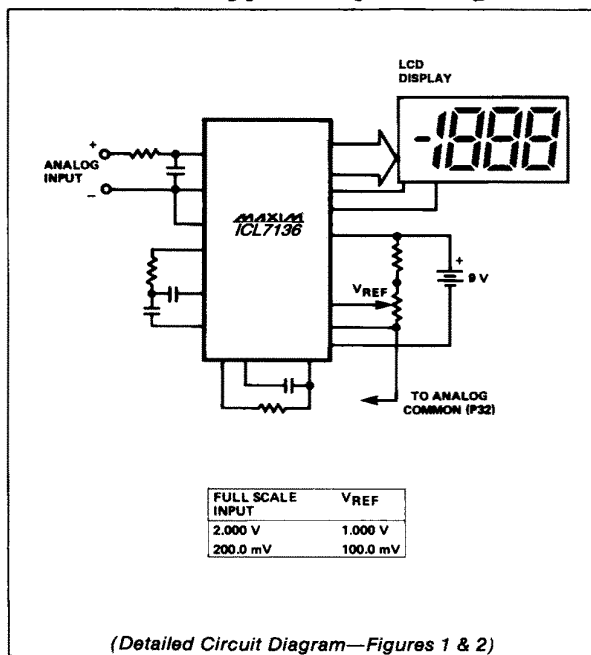 LCD
DISPLAY
-1888
+
ANALOG
INPUT
–
MAXIM
ICL7136
VREF
+
9 V
TO ANALOG
COMMON (P32)
FULL SCALE INPUT VREF
2.000 V 1.000 V
200.0 mV 100.0 mV
(Detailed Circuit Diagram—Figures 1 & 2)